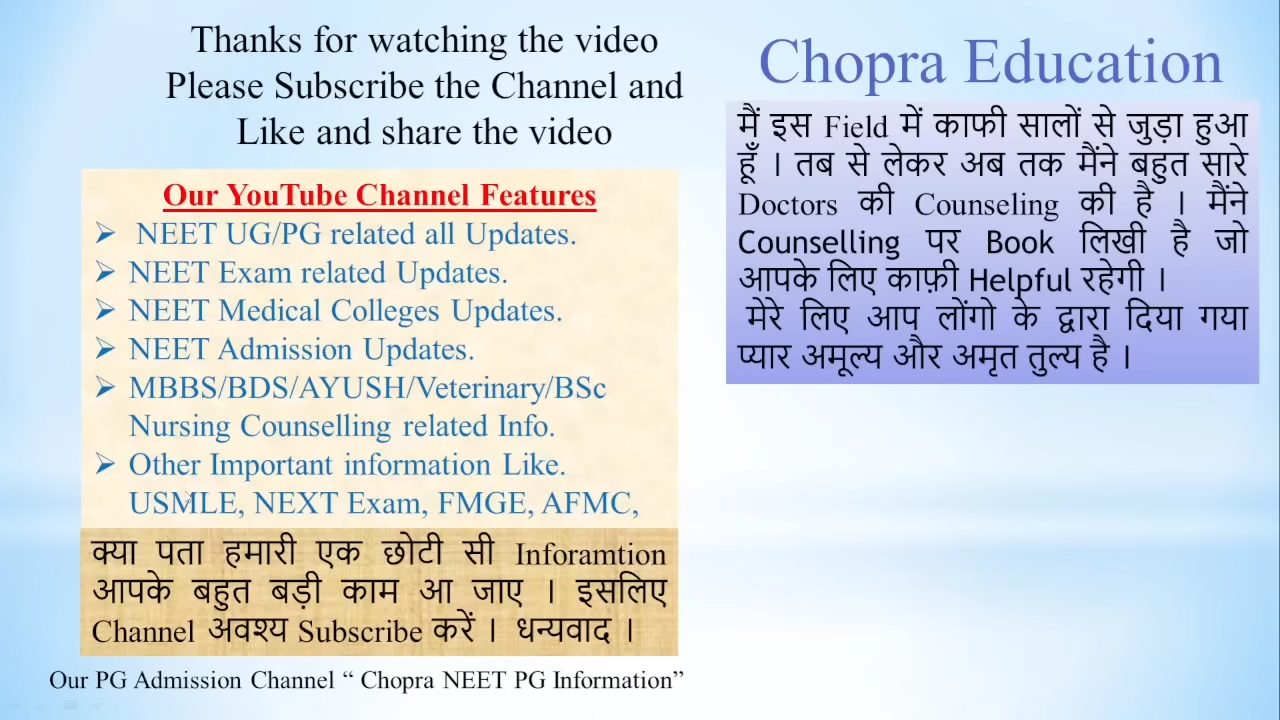 Thanks for watching the video
Please Subscribe the Channel and
Like and share the video
Our YouTube Channel Features
➢ NEET UG/PG related all Updates.
➢ NEET Exam related Updates.
➢ NEET Medical Colleges Updates.
➢ NEET Admission Updates.
➢ MBBS/BDS/AYUSH/Veterinary/BSc
Nursing Counselling related Info.
➢ Other Important information Like.
USMLE, NEXT Exam, FMGE, AFMC,
क्या पता हमारी एक छोटी सी Inforamtion
आपके बहुत बड़ी काम आ जाए । इसलिए
Channel अवश्य Subscribe करें । धन्यवाद ।
Our PG Admission Channel “ Chopra NEET PG Information”
Chopra Education
मैं इस Field में काफी सालों से जुड़ा हुआ
हूँ । तब से लेकर अब तक मैंने बहुत सारे
Doctors की Counseling की है । मैंने
Counselling पर Book लिखी है जो
आपके लिए काफ़ी Helpful रहेगी ।
मेरे लिए आप लोंगो के द्वारा दिया गया
प्यार अमूल्य और अमृत तुल्य है ।